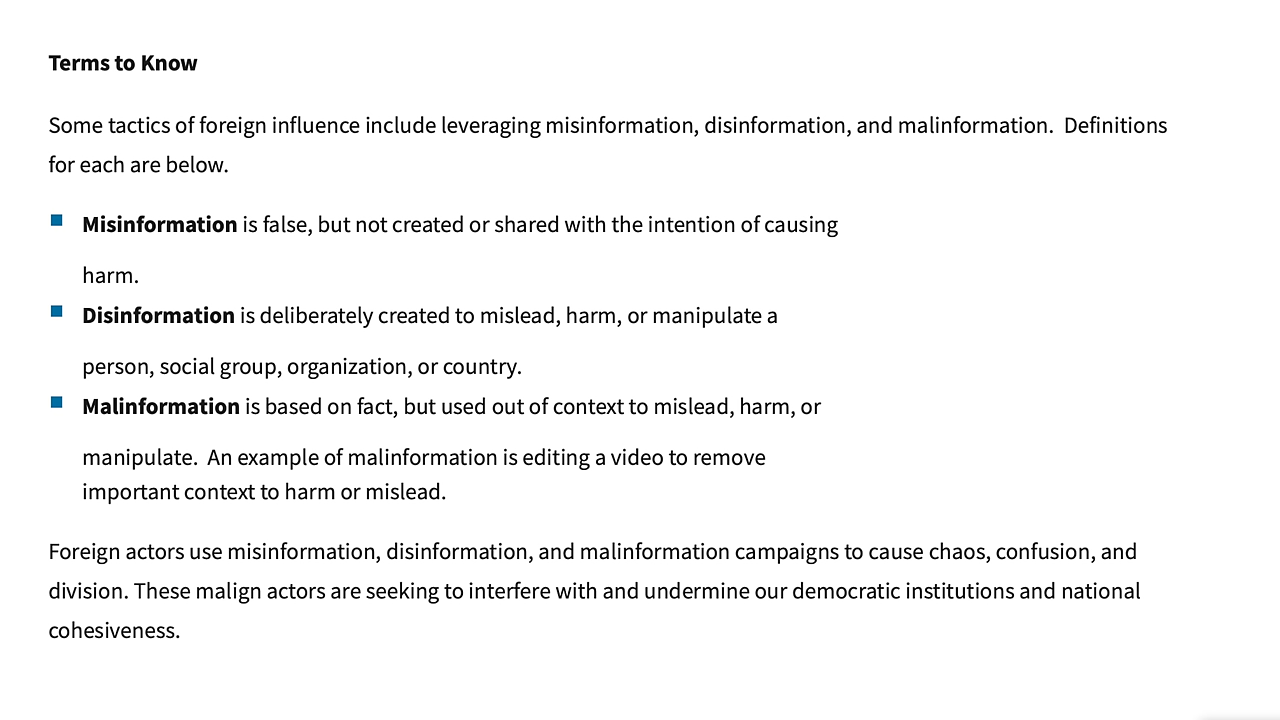 Terms to Know
Some tactics of foreign influence include leveraging misinformation, disinformation, and malinformation.  Definitions
for each are below.
Misinformation is false, but not created or shared with the intention of causing
harm.
Disinformation is deliberately created to mislead, harm, or manipulate a
person, social group, organization, or country.
Malinformation is based on fact, but used out of context to mislead, harm, or
manipulate.  An example of malinformation is editing a video to remove
important context to harm or mislead.
Foreign actors use misinformation, disinformation, and malinformation campaigns to cause chaos, confusion, and
division. These malign actors are seeking to interfere with and undermine our democratic institutions and national
cohesiveness.